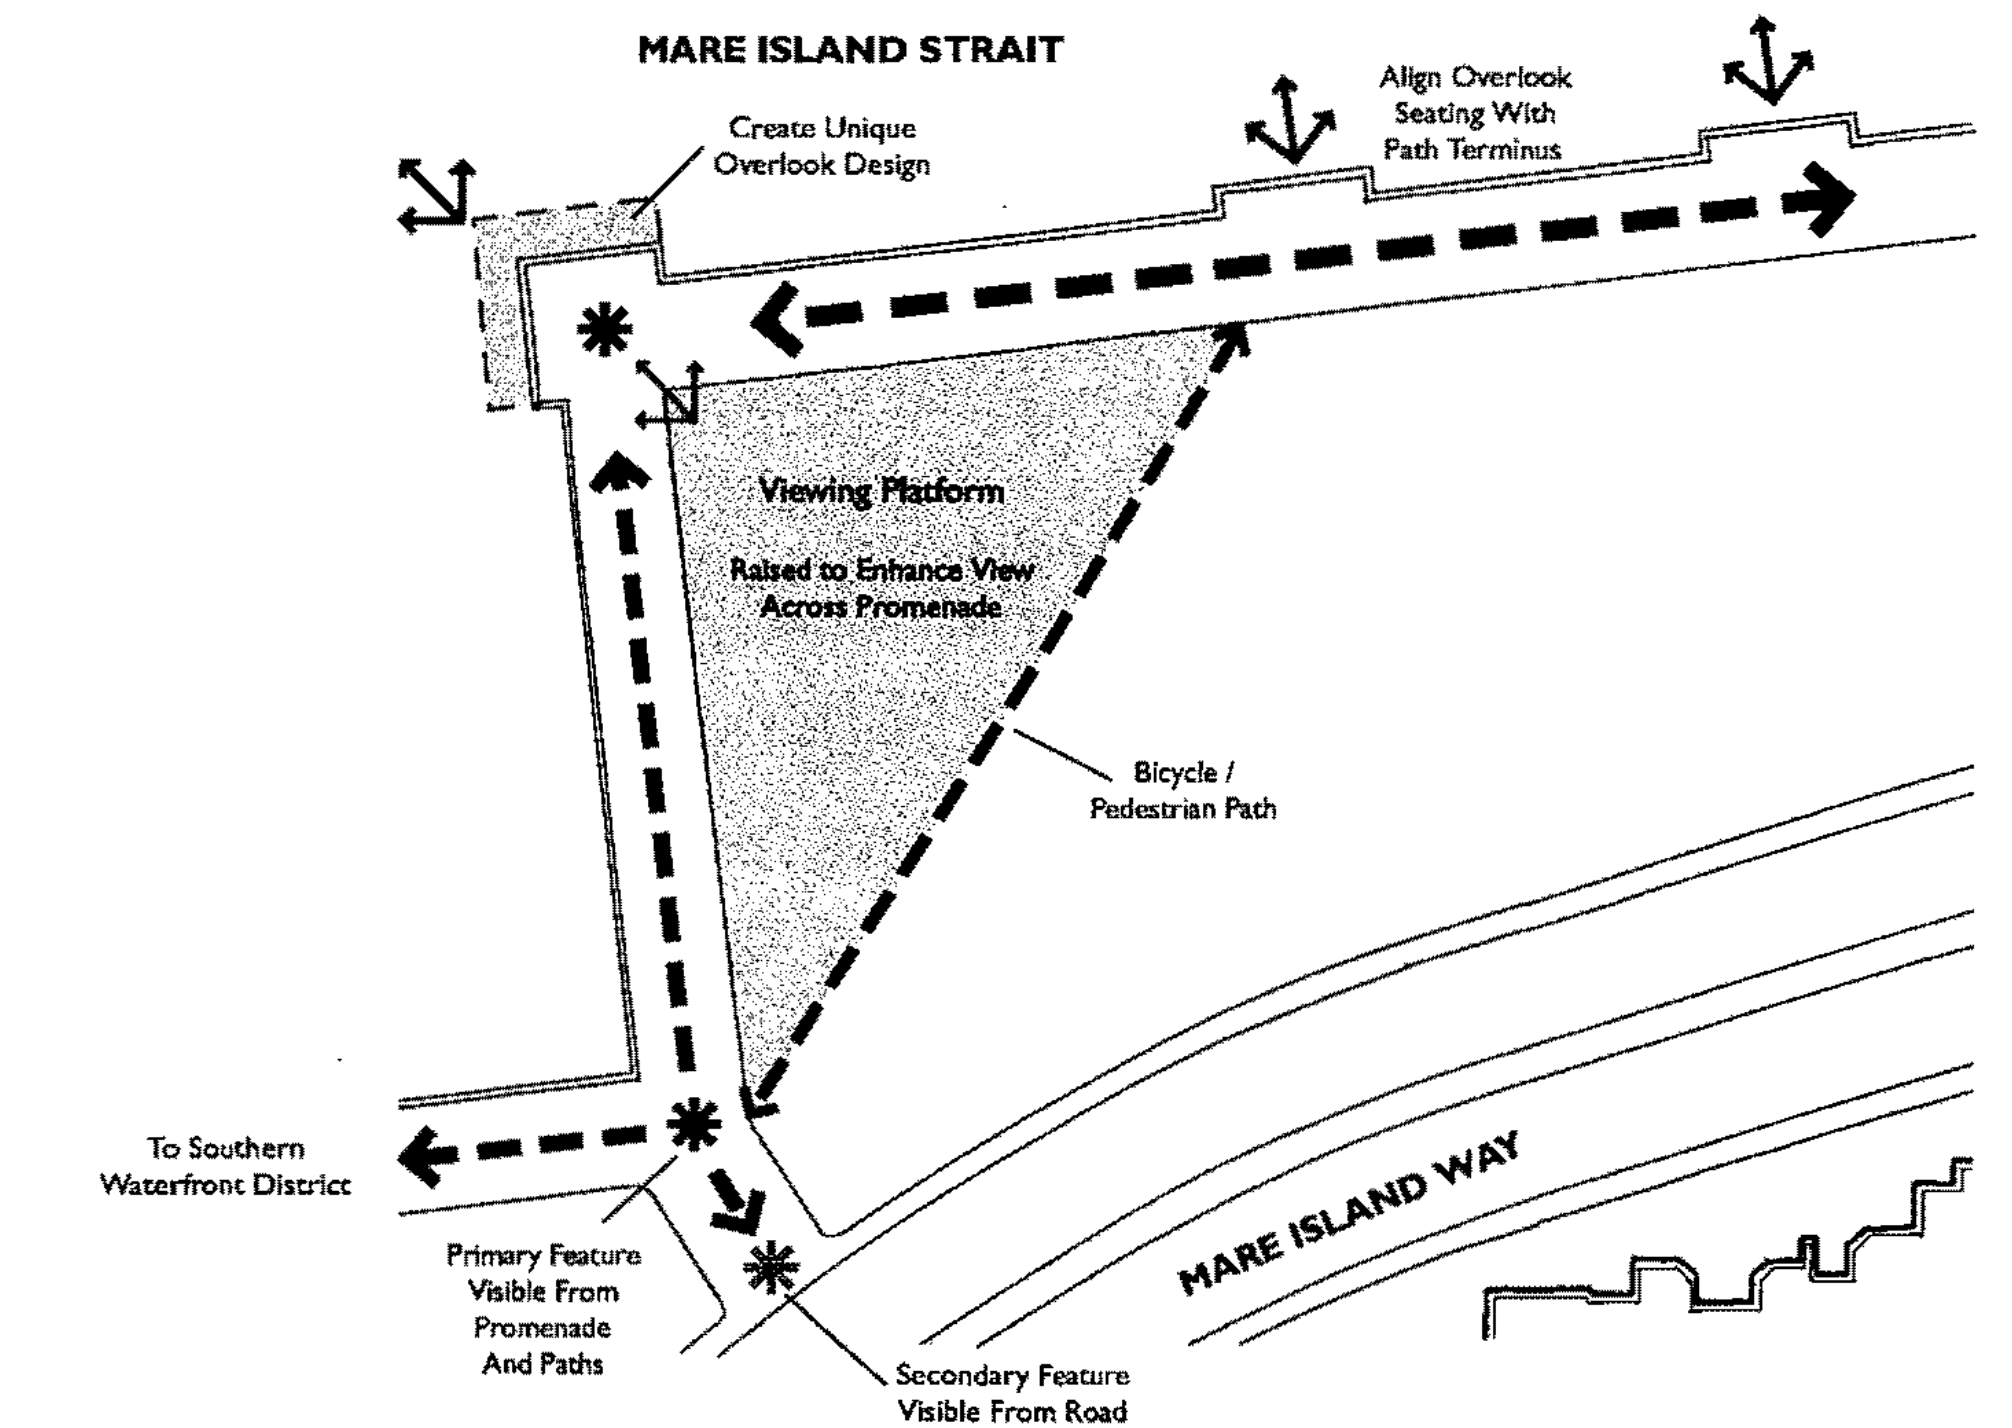 MARE ISLAND STRAIT
Align Overlook
Seating With
Path Terminus
Create Unique
Overlook Design
Viewing Platform
Raised to Enhance View
Across Promenade
Bicycle /
Pedestrian Path
To Southern
Waterfront District
MARE ISLAND WAY
Primary Feature
Visible From
Promenade
And Paths
Secondary Feature
Visible From Road